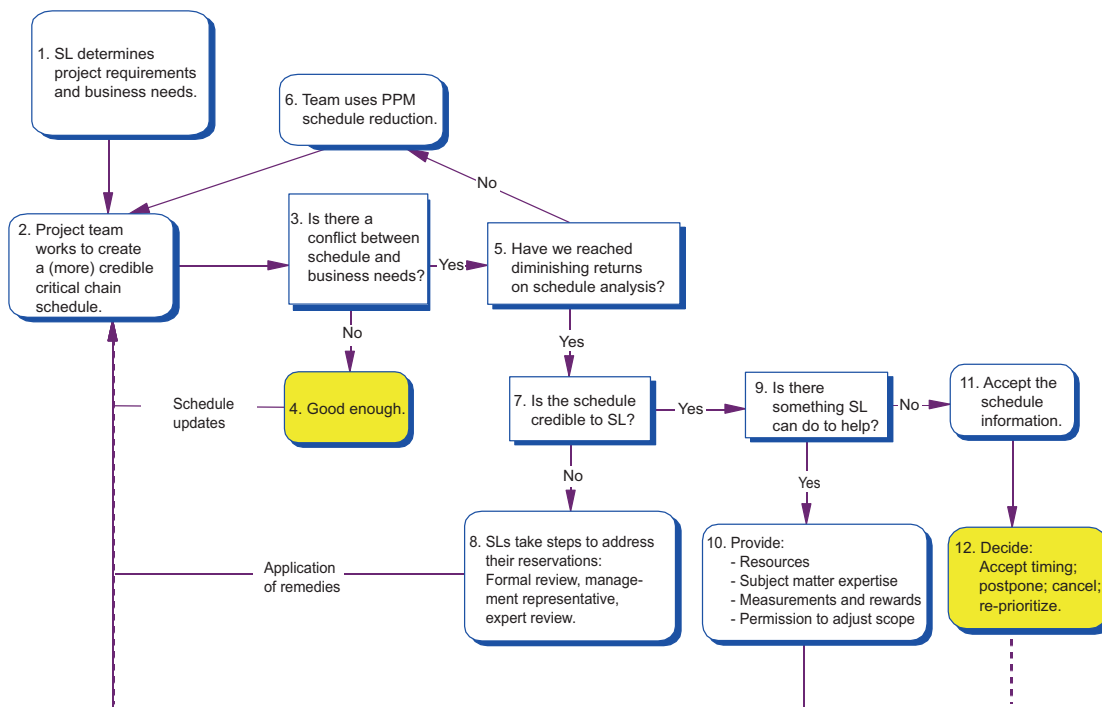 1. SL determines
project requirements
and business needs.
6. Team uses PPM
schedule reduction.
No
2. Project team
works to create
a (more) credible
critical chain
schedule.
3. Is there a
conflict between
schedule and
business needs?
Yes
5. Have we reached
diminishing returns
on schedule analysis?
No
Yes
Schedule
updates
4. Good enough.
7. Is the schedule
credible to SL?
Yes
9. Is there
something SL
can do to help?
No
11. Accept the
schedule
information.
No
Yes
Application
of remedies
8. SLs take steps to address
their reservations:
Formal review, manage-
ment representative,
expert review.
10. Provide:
- Resources
- Subject matter expertise
- Measurements and rewards
- Permission to adjust scope
12. Decide:
Accept timing;
postpone; cancel;
re-prioritize.